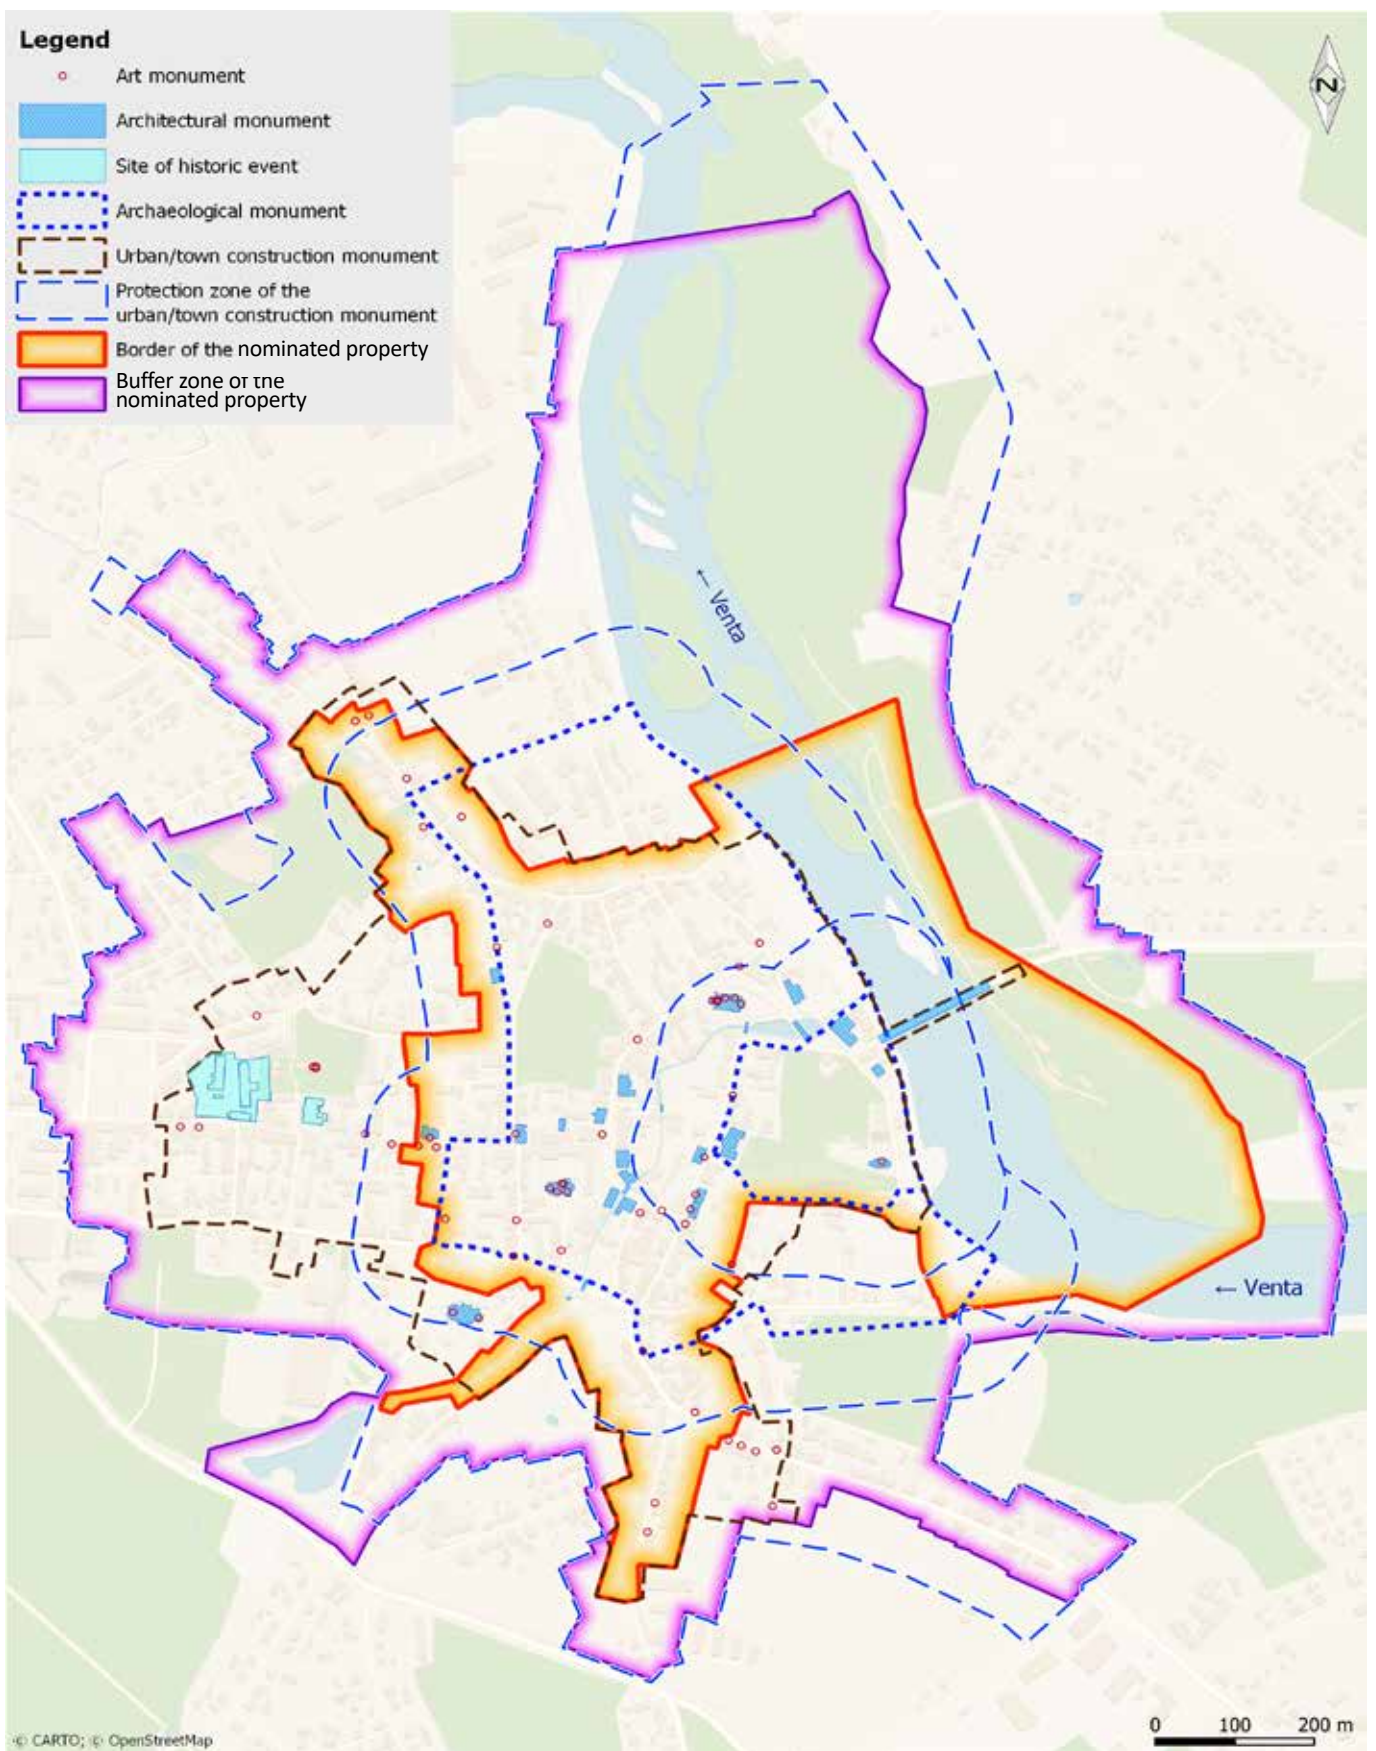 Legend
Art monument
Architectural monument
Site of historic event
Archaeological monument
Urban/town construction monument
Protection zone of the
urban/town construction monument
Border of the nominated property
Buffer zone of the
nominated property
N
← Venta
← Venta
0 100 200 m
© CARTO; © OpenStreetMap